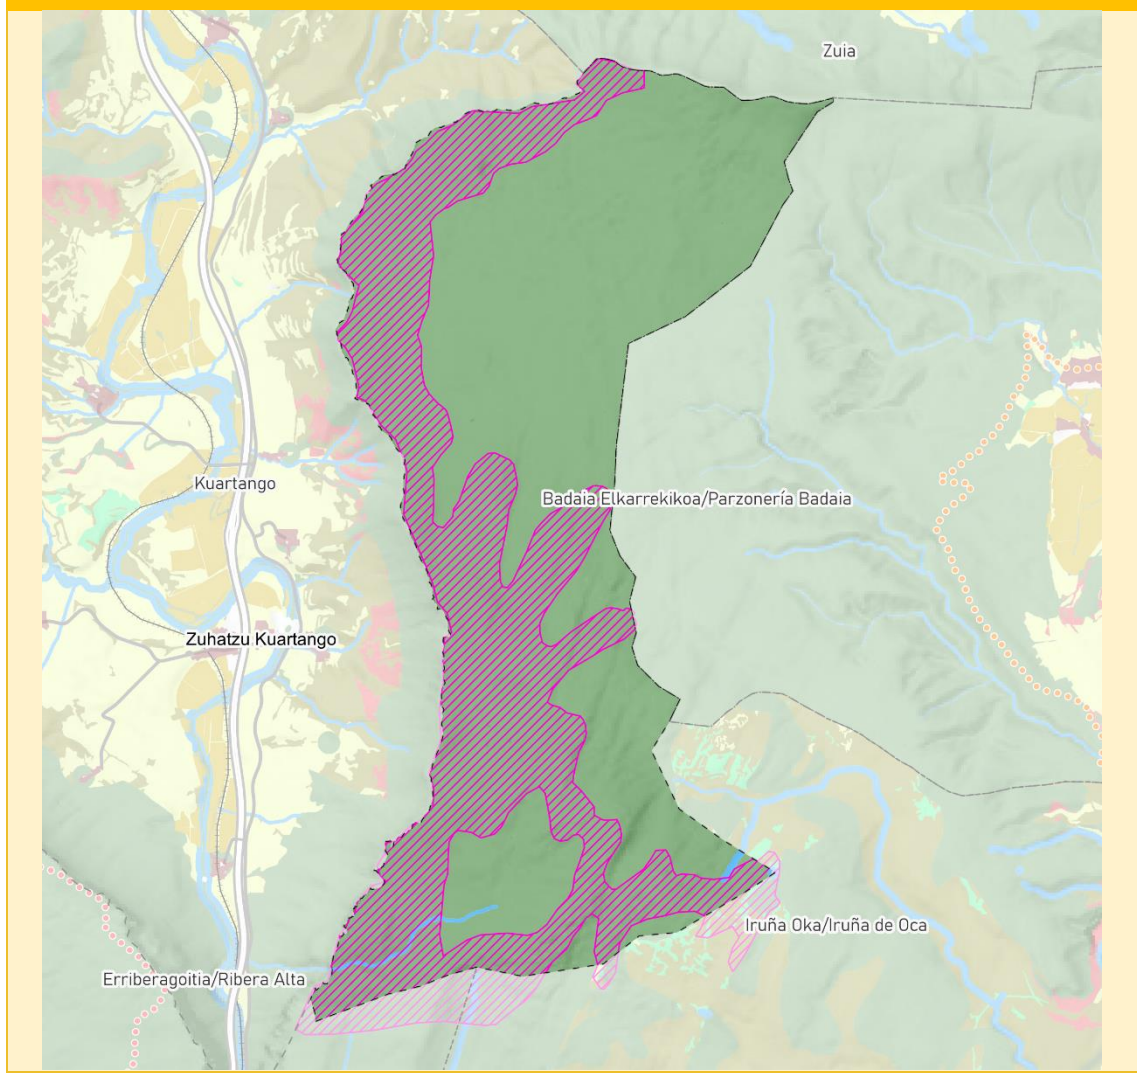 Zuia
Kuartango
Badaia Elkarrekikoa/Parzonería Badaia
Zuhatzu Kuartango
Iruña Oka/Iruña de Oca
Erriberagoitia/Ribera Alta